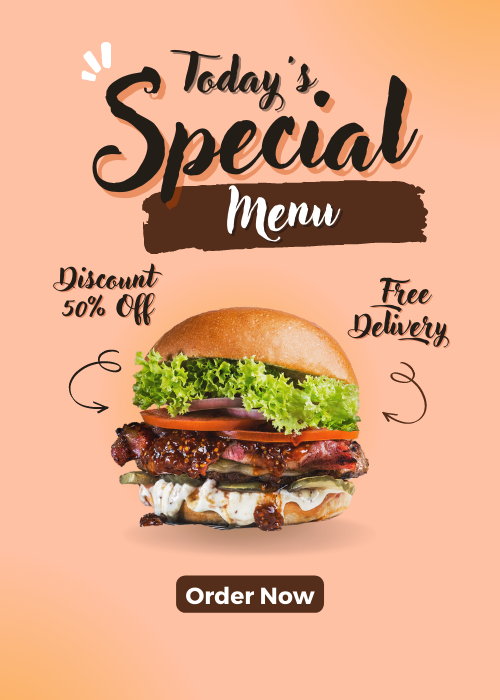 Today's
Special
Menu
Discount
50% Off
Free
Delivery
Order Now